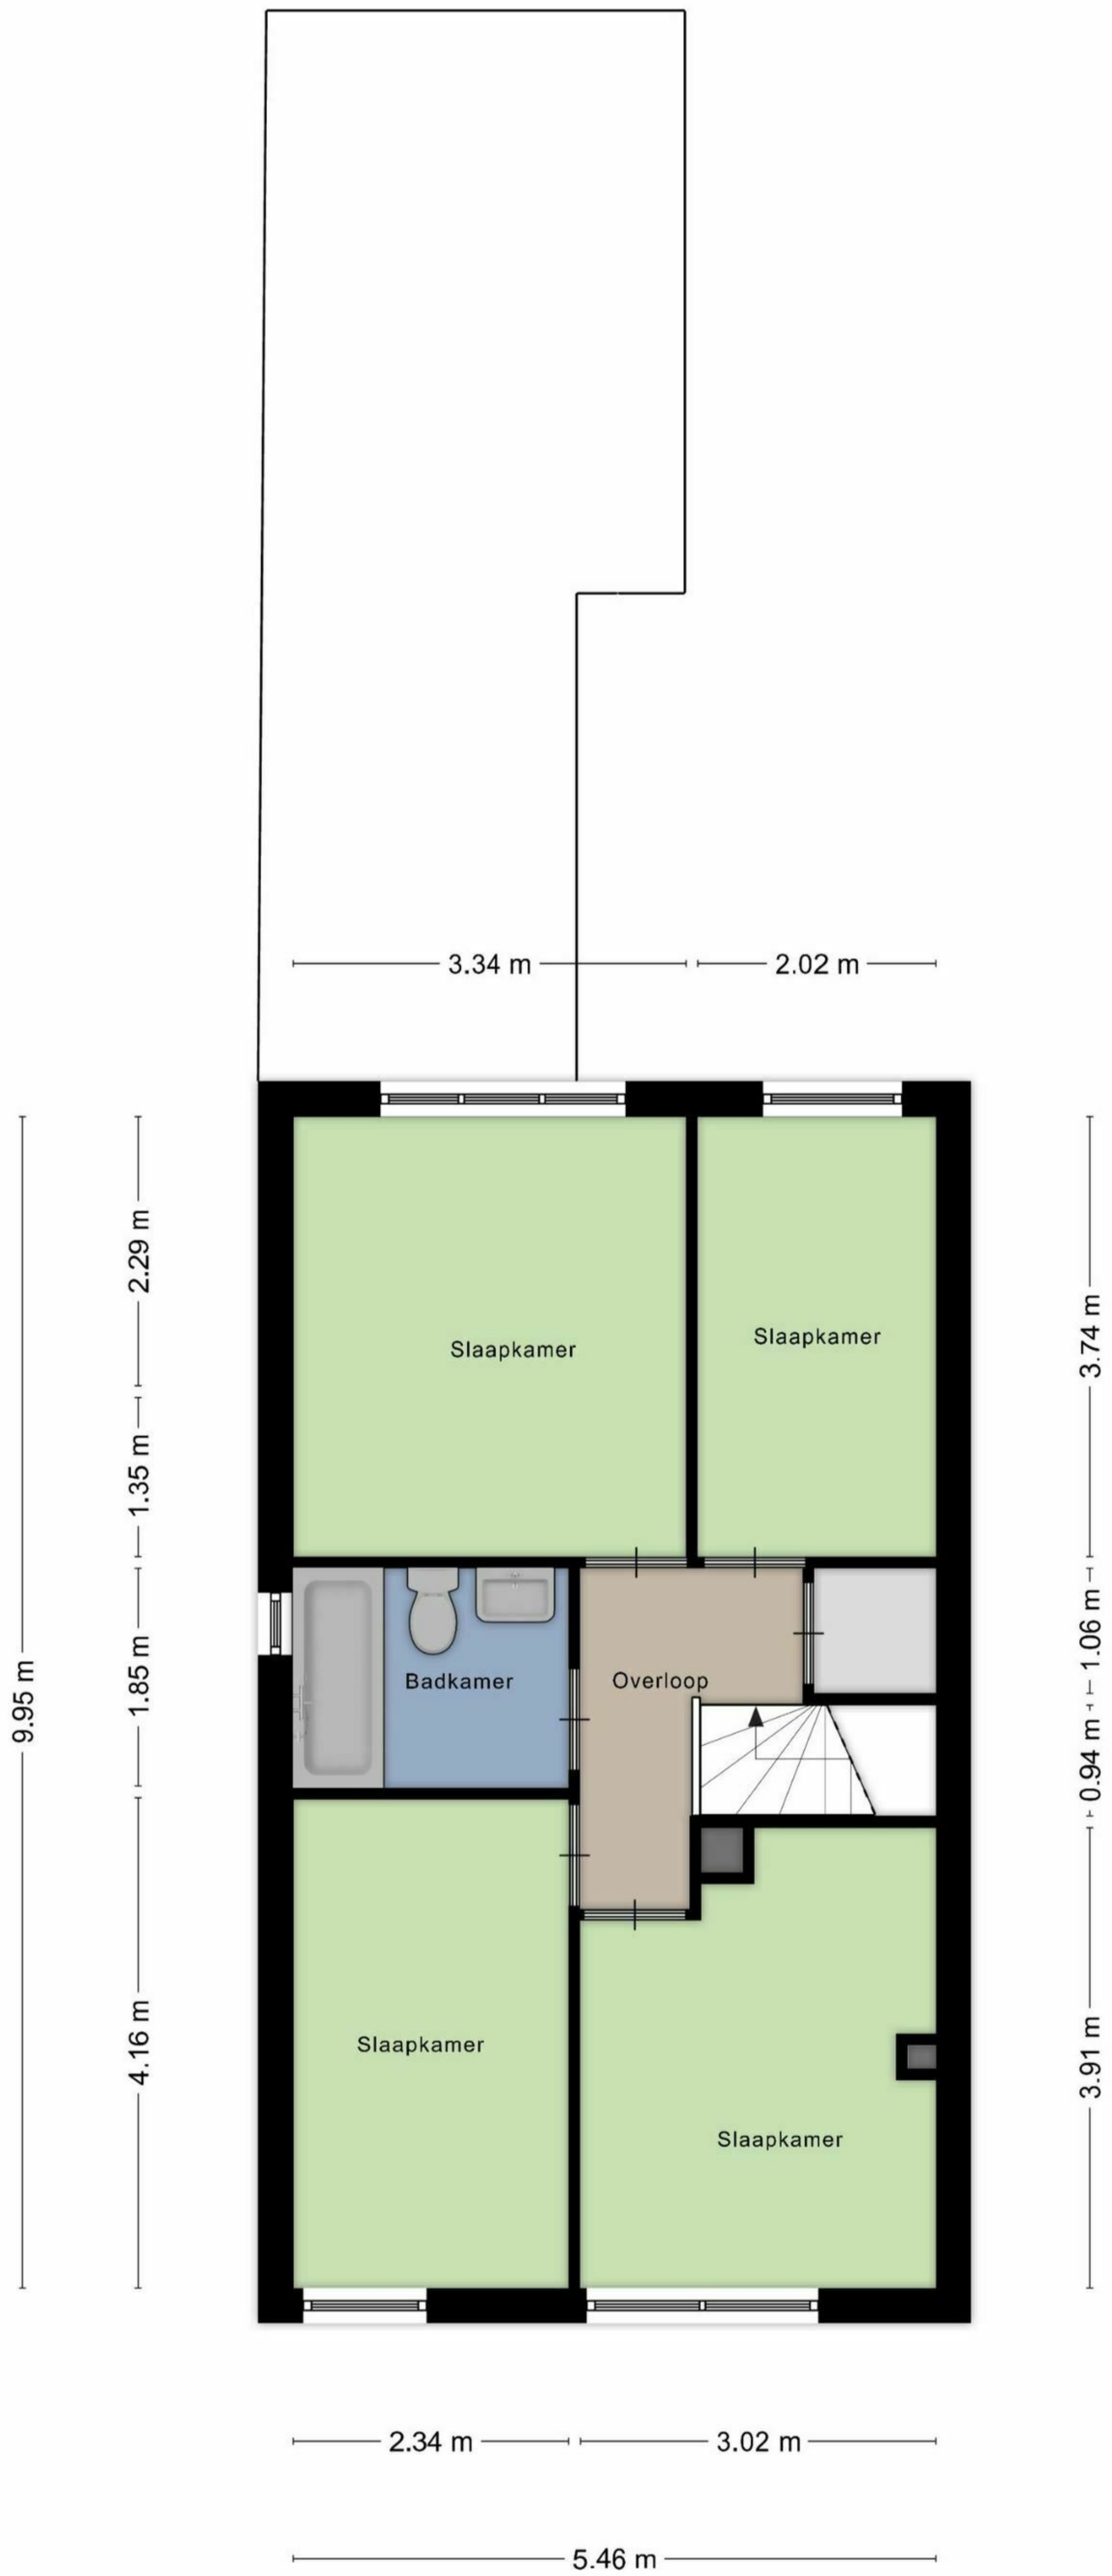 3.34 m
2.02 m
2.29 m
3.74 m
Slaapkamer
Slaapkamer
1.35 m
1.06 m
9.95 m
1.85 m
Badkamer
Overloop
0.94 m
4.16 m
Slaapkamer
3.91 m
Slaapkamer
2.34 m
3.02 m
5.46 m